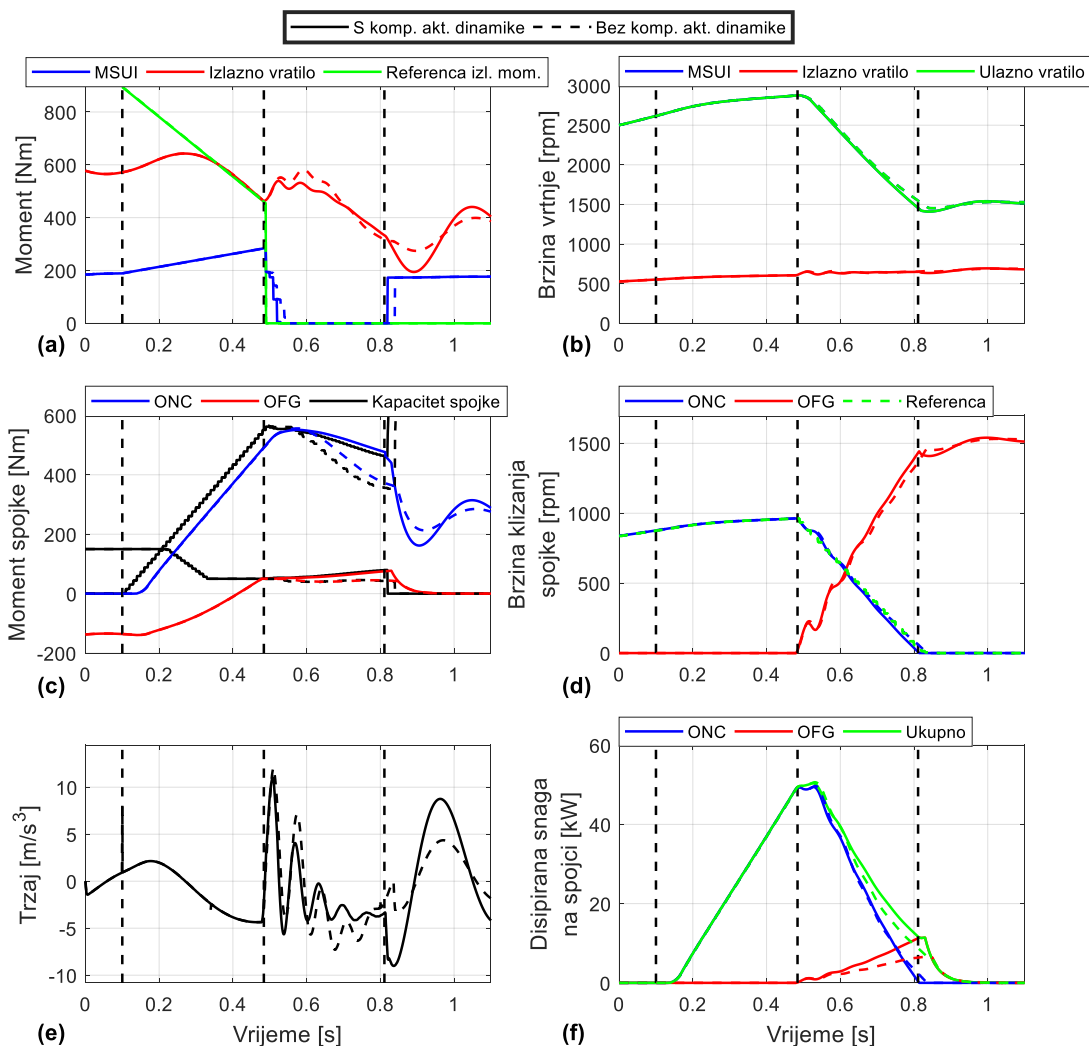 S komp. akt. dinamike Bez komp. akt. dinamike
MSUI Izlazno vratilo Referenca izl. mom.
Moment [Nm]
800
600
400
200
0
0 0.2 0.4 0.6 0.8 1
(a)
MSUI Izlazno vratilo Ulazno vratilo
Brzina vrtnje [rpm]
3000
2500
2000
1500
1000
500
0
0 0.2 0.4 0.6 0.8 1
(b)
ONC OFG Kapacitet spojke
Moment spojke [Nm]
600
400
200
0
-200
0 0.2 0.4 0.6 0.8 1
(c)
ONC OFG Referenca
Brzina klizanja
spojke [rpm]
1500
1000
500
0
0 0.2 0.4 0.6 0.8 1
(d)
Trzaj [m/s³]
10
5
0
-5
-10
0 0.2 0.4 0.6 0.8 1
Vrijeme [s]
(e)
ONC OFG Ukupno
Disipirana snaga
na spojci [kW]
60
40
20
0
0 0.2 0.4 0.6 0.8 1
Vrijeme [s]
(f)